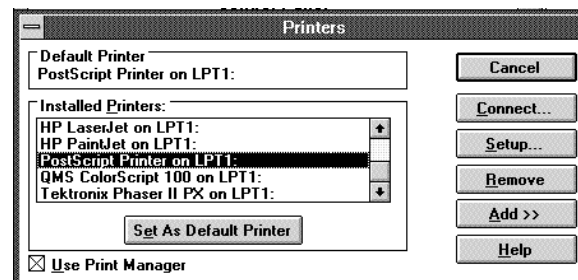 Printers
Default Printer
PostScript Printer on LPT1:
Installed Printers:
HP LaserJet on LPT1:
HP PaintJet on LPT1:
PostScript Printer on LPT1:
QMS ColorScript 100 on LPT1:
Tektronix Phaser II PX on LPT1:
Set As Default Printer
Use Print Manager
Cancel
Connect...
Setup...
Remove
Add >>
Help